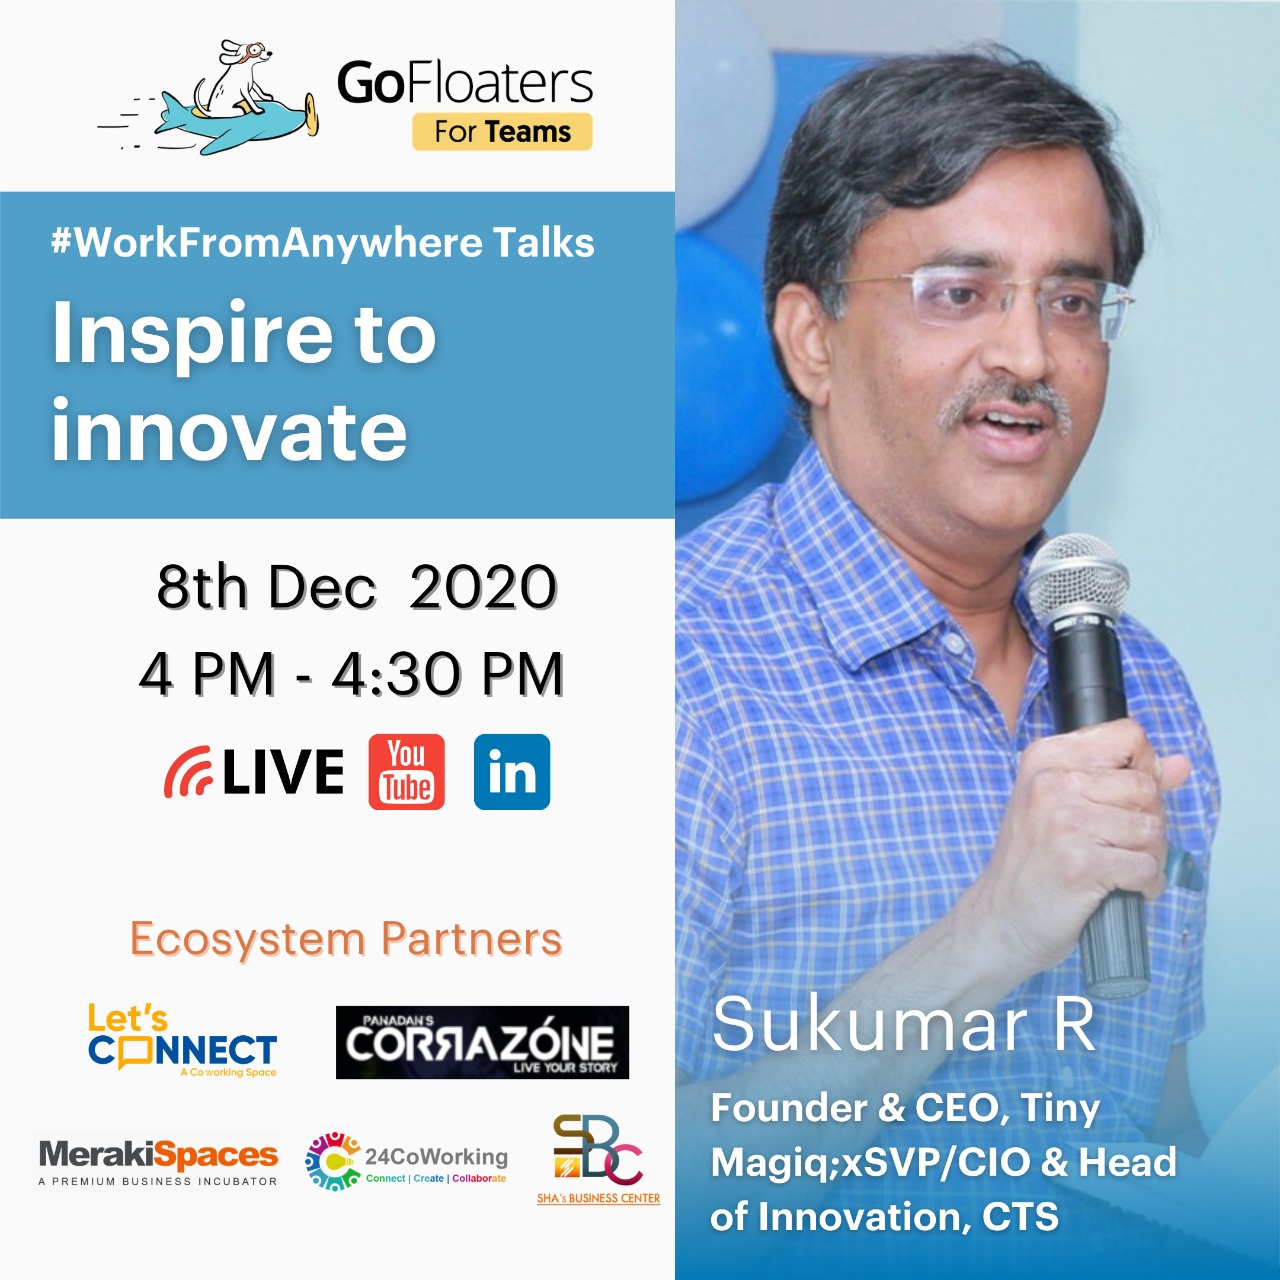 GoFloaters
For Teams
#WorkFromAnywhere Talks
Inspire to
innovate
8th Dec 2020
4 PM - 4:30 PM
LIVE You Tube in
Ecosystem Partners
Let's
CONNECT
A Co working Space
PANADAN'S
CORЯAZÓNE
LIVE YOUR STORY
MerakiSpaces
A PREMIUM BUSINESS INCUBATOR
24CoWorking
Connect | Create | Collaborate
SBC
SHA's BUSINESS CENTER
Sukumar R
Founder & CEO, Tiny
Magiq;xSVP/CIO & Head
of Innovation, CTS